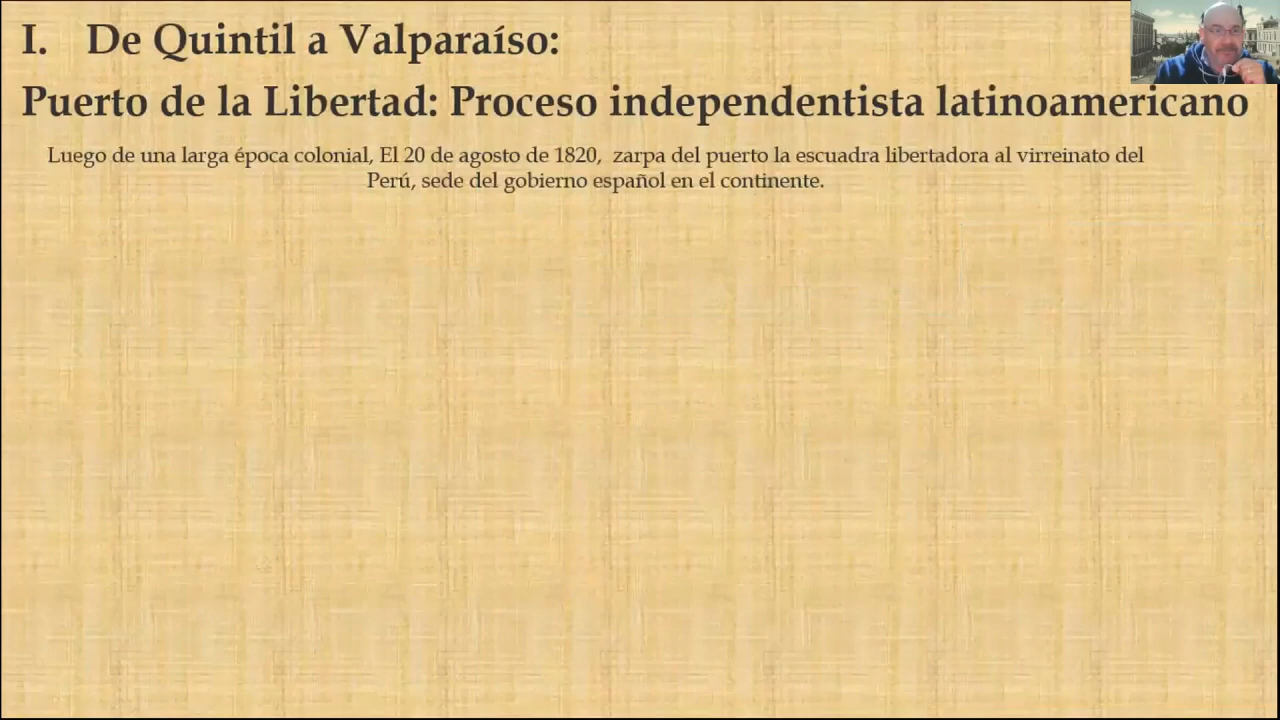 I. De Quintil a Valparaíso:
Puerto de la Libertad: Proceso independentista latinoamericano
Luego de una larga época colonial, El 20 de agosto de 1820, zarpa del puerto la escuadra libertadora al virreinato del
Perú, sede del gobierno español en el continente.